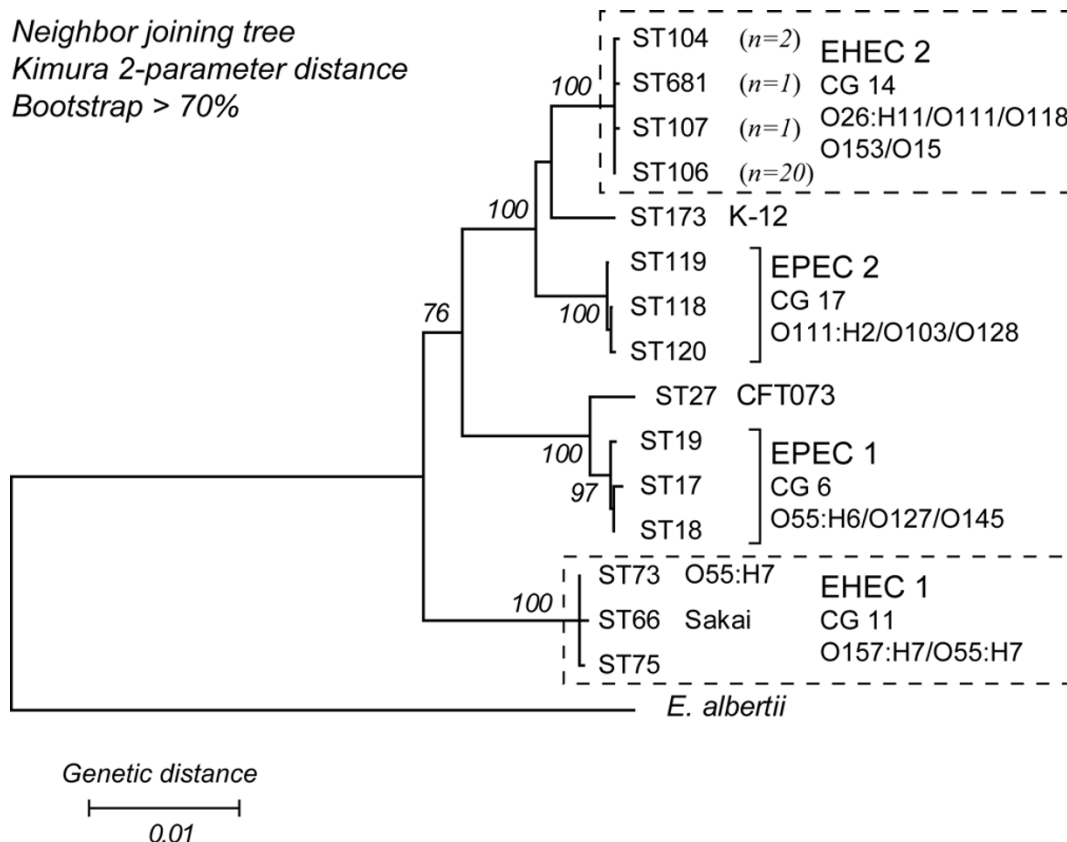 Neighbor joining tree
Kimura 2-parameter distance
Bootstrap > 70%
ST104 (n=2)
ST681 (n=1)
ST107 (n=1)
ST106 (n=20)
EHEC 2
CG 14
O26:H11/O111/O118
O153/O15
100
ST173 K-12
100
ST119
ST118
ST120
100
EPEC 2
CG 17
O111:H2/O103/O128
76
ST27 CFT073
100
ST19
ST17
ST18
97
EPEC 1
CG 6
O55:H6/O127/O145
100
ST73 O55:H7
ST66 Sakai
ST75
EHEC 1
CG 11
O157:H7/O55:H7
E. albertii
Genetic distance
0.01